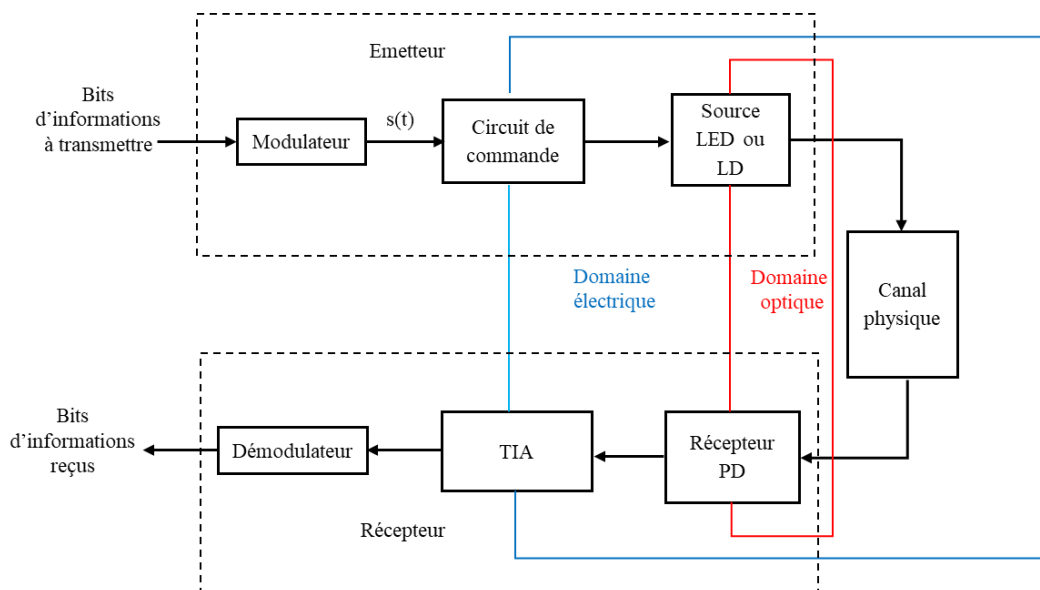 Emetteur
Bits
d'informations
à transmettre
Modulateur
s(t)
Circuit de
commande
Source
LED ou
LD
Domaine
électrique
Domaine
optique
Canal
physique
Bits
d'informations
reçus
Démodulateur
TIA
Récepteur
PD
Récepteur